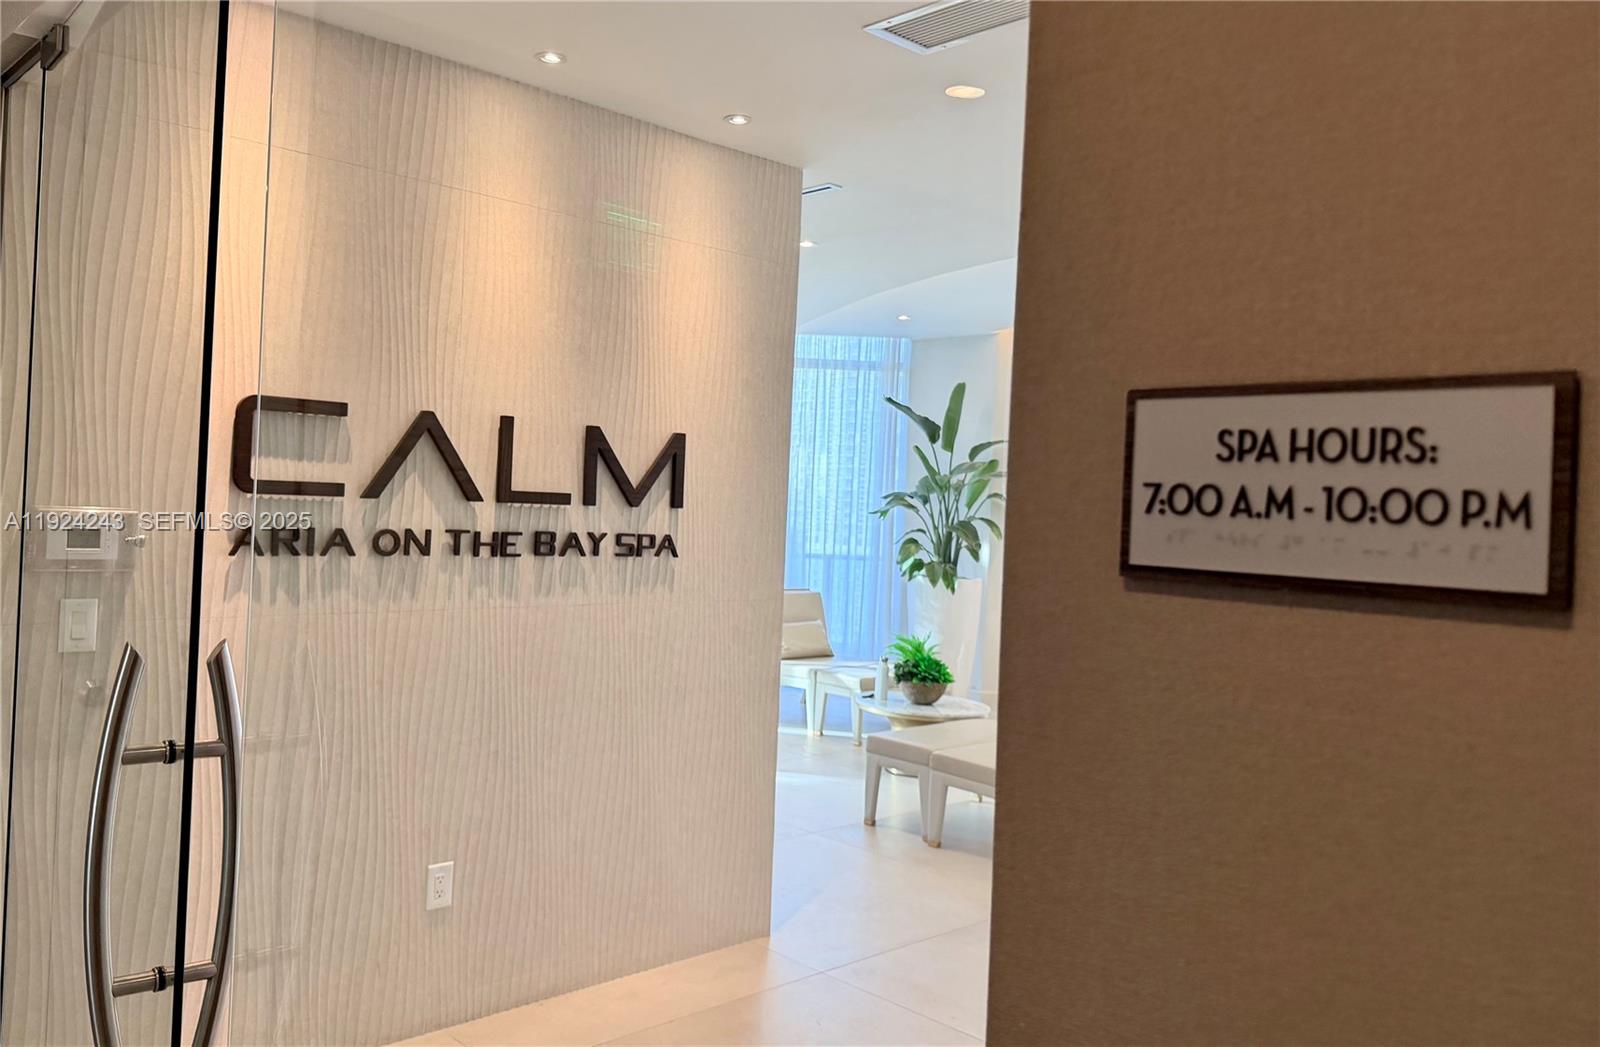 CALM
ARIA ON THE BAY SPA
SPA HOURS:
7:00 A.M - 10:00 P.M
A11924243 SEFMLS© 2025